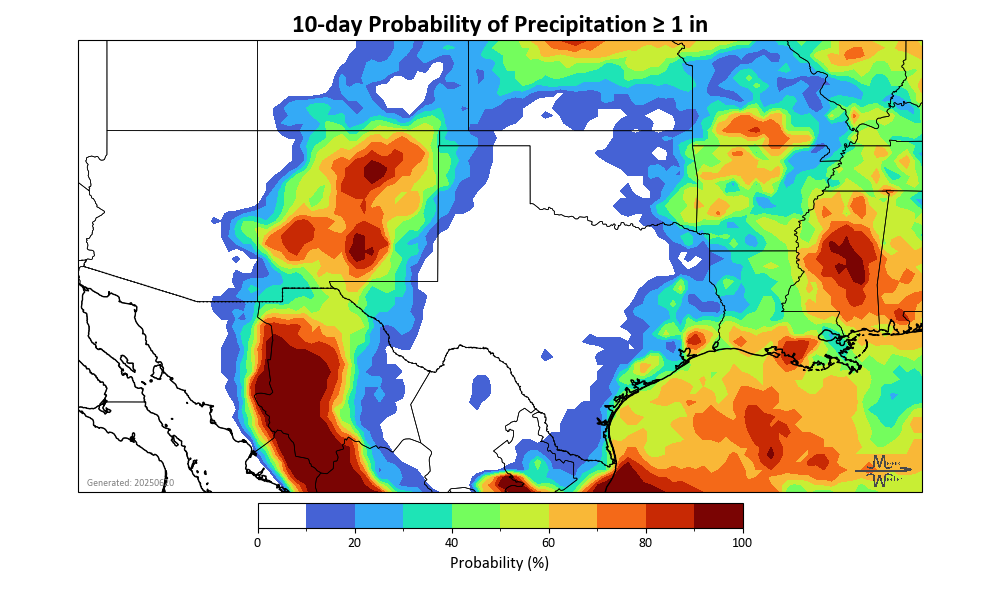 10-day Probability of Precipitation ≥ 1 in
Generated: 20250620
0 20 40 60 80 100
Probability (%)